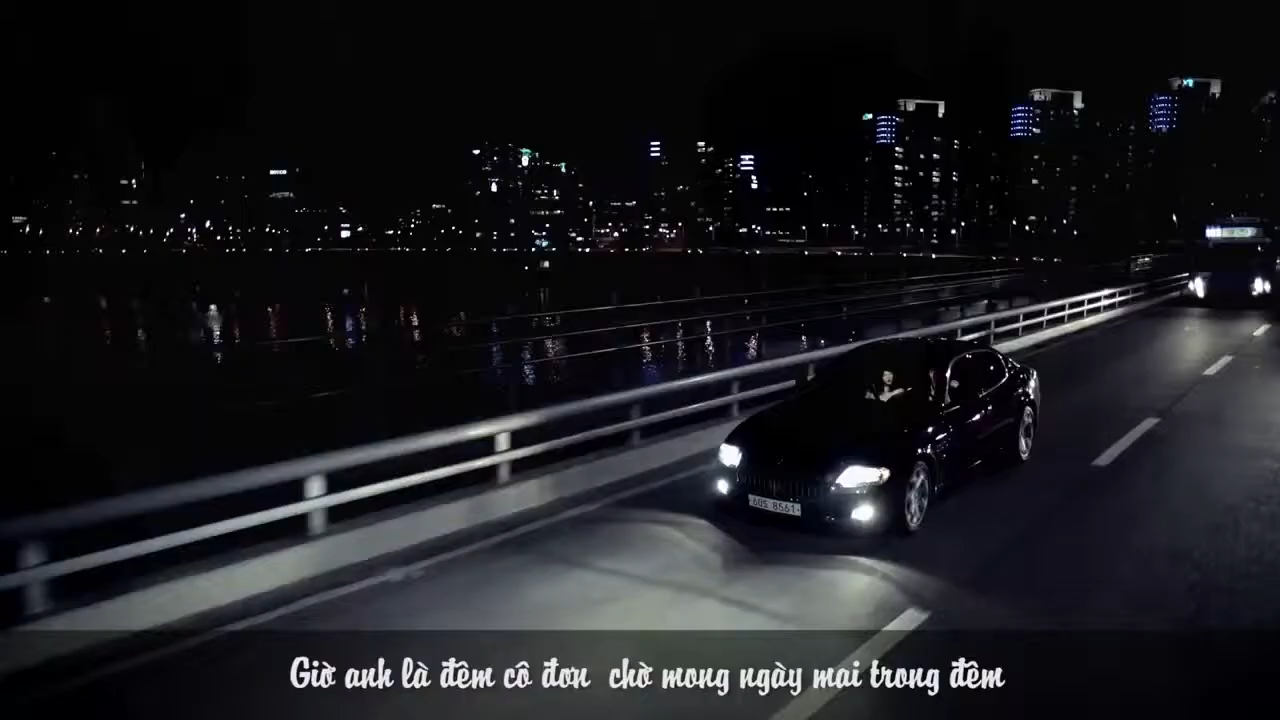 Giờ anh là đêm cô đơn chờ mong ngày mai trong đêm